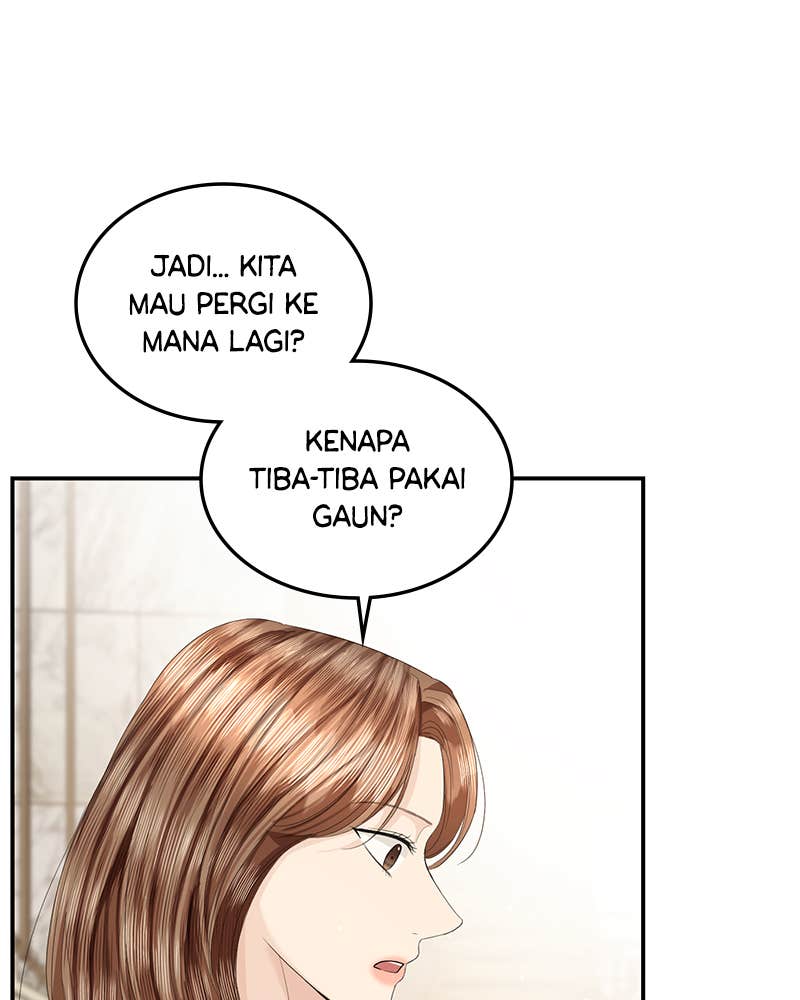 JADI... KITA
MAU PERGI KE
MANA LAGI?
KENAPA
TIBA-TIBA PAKAI
GAUN?